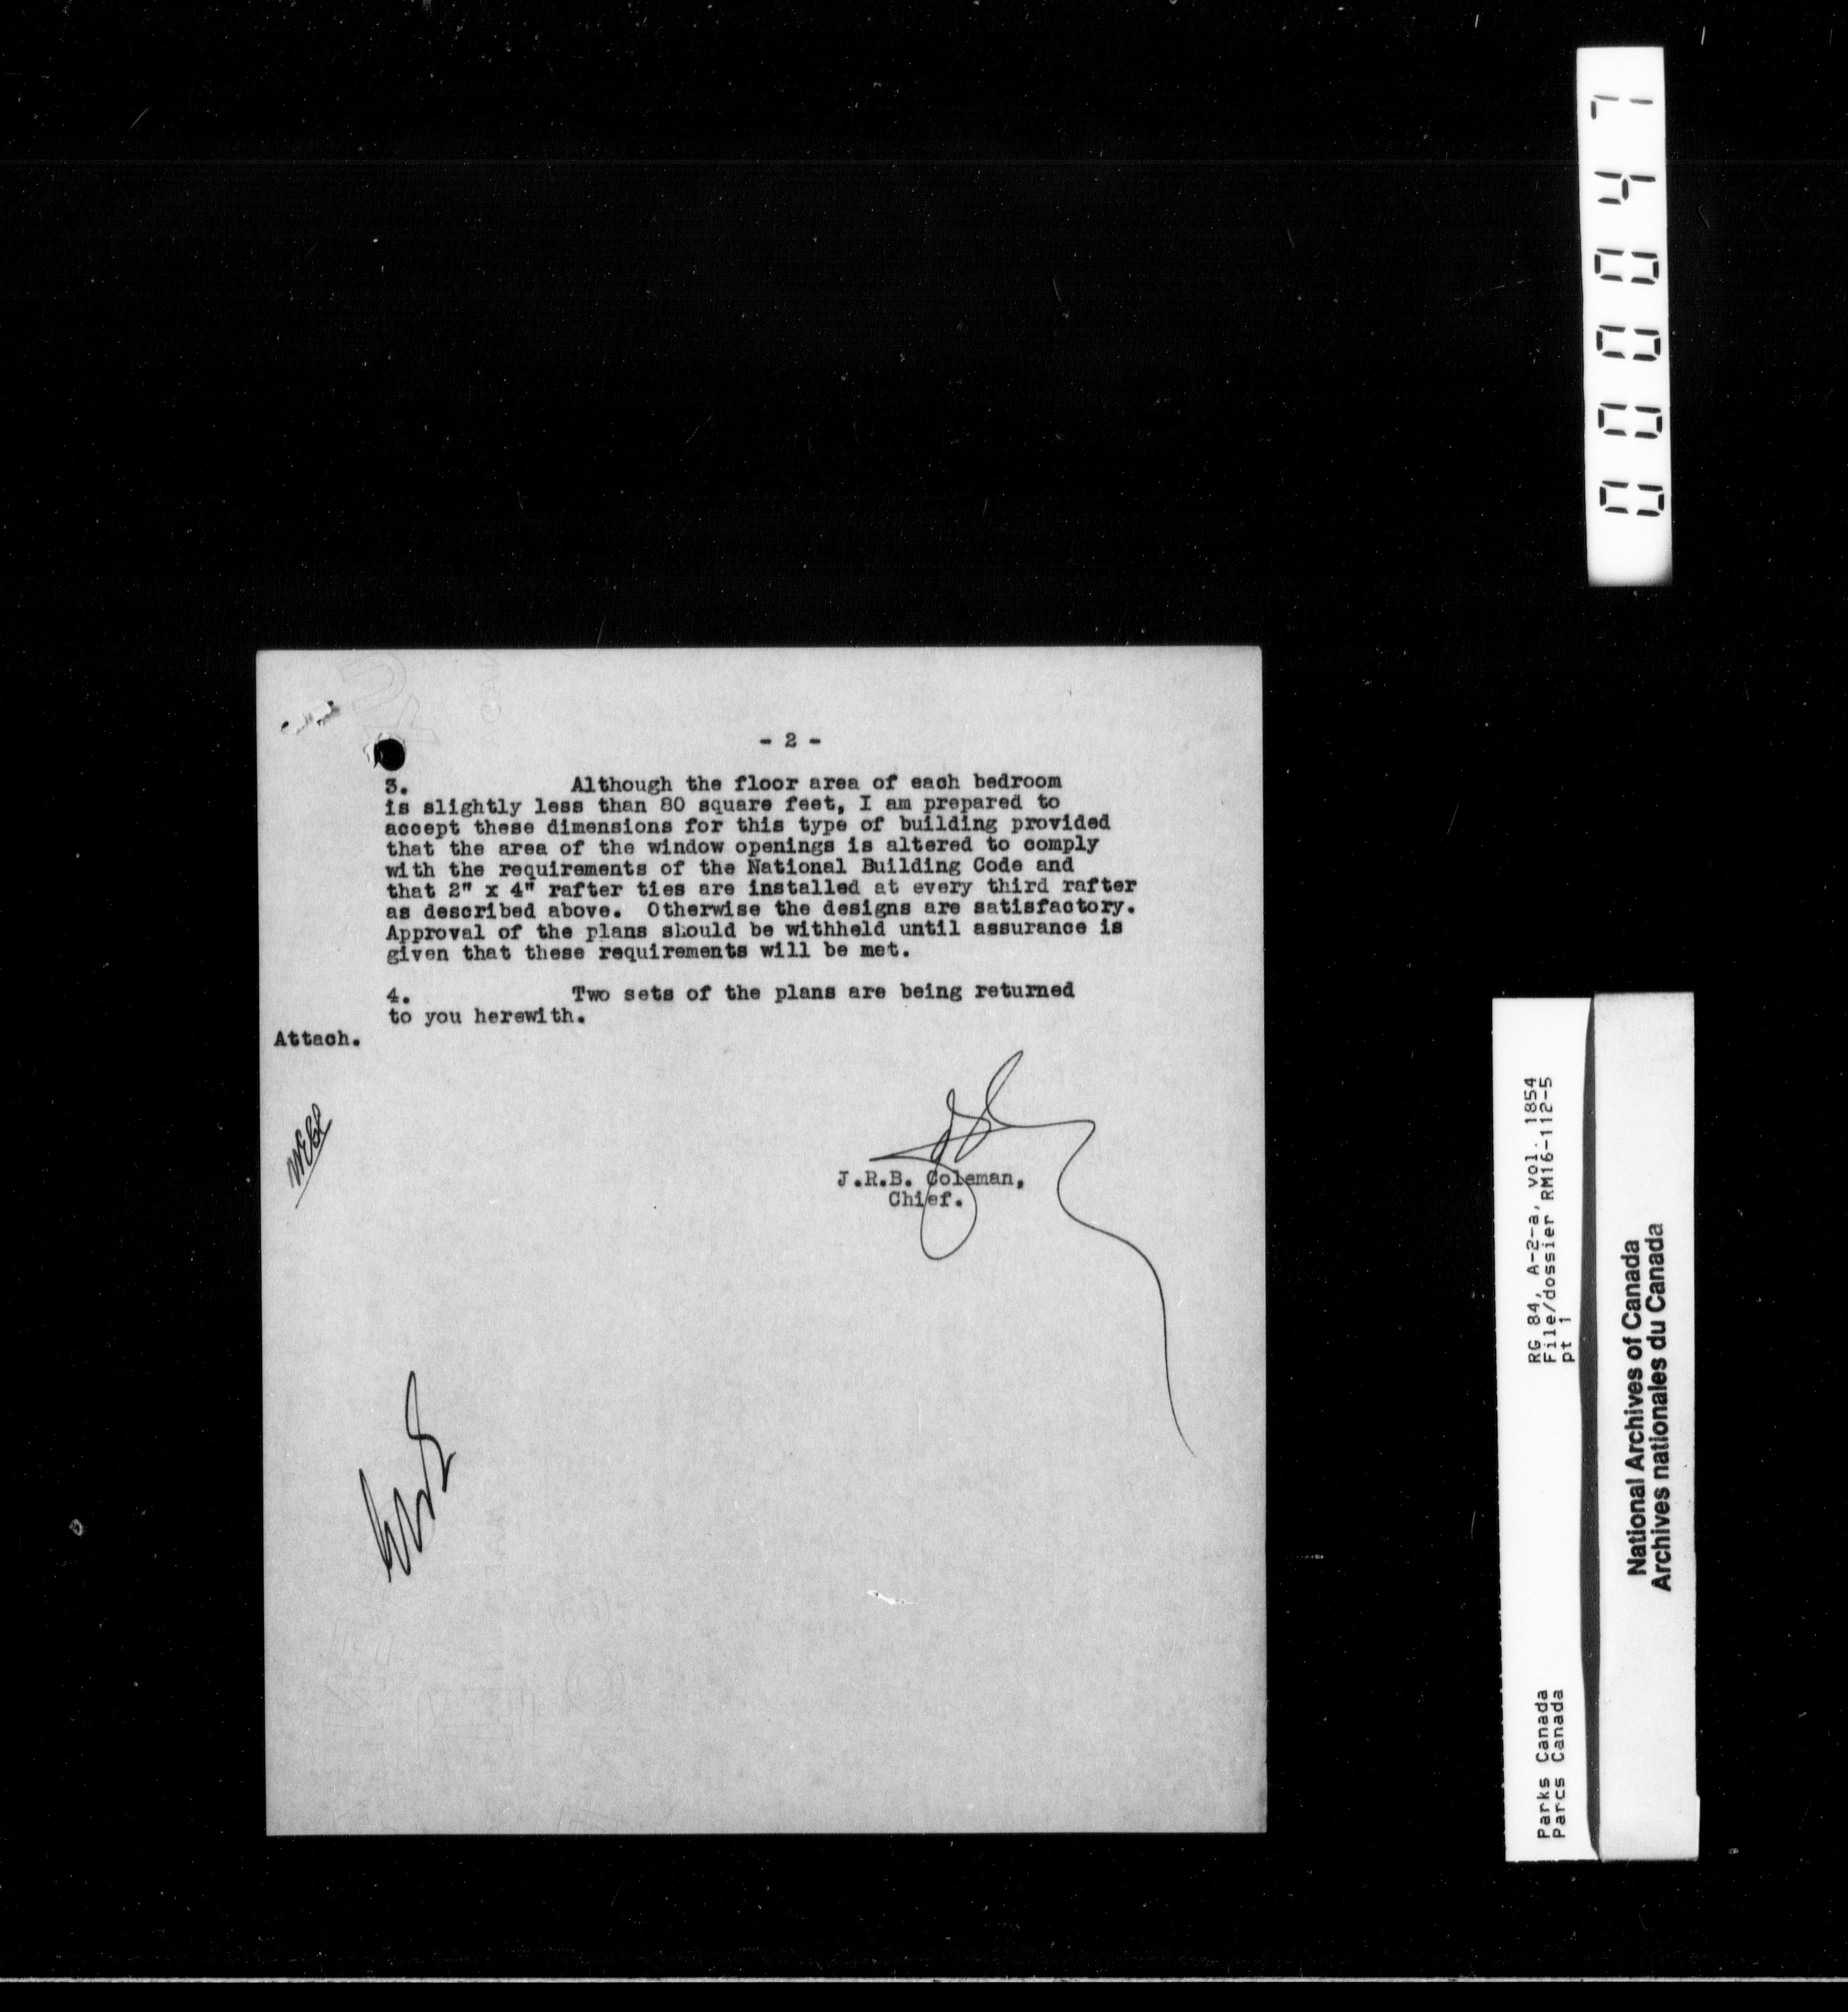 - 2 -
3. Although the floor area of each bedroom
is slightly less than 80 square feet, I am prepared to
accept these dimensions for this type of building provided
that the area of the window openings is altered to comply
with the requirements of the National Building Code and
that 2" x 4" rafter ties are installed at every third rafter
as described above. Otherwise the designs are satisfactory.
Approval of the plans should be withheld until assurance is
given that these requirements will be met.
4. Two sets of the plans are being returned
to you herewith.
Attach.
J.R.B. Coleman,
Chief.
000047
RG 84, A-2-a, vol. 1854
File/dossier RM16-112-5
pt 1
Parks Canada
Parcs Canada
National Archives of Canada
Archives nationales du Canada